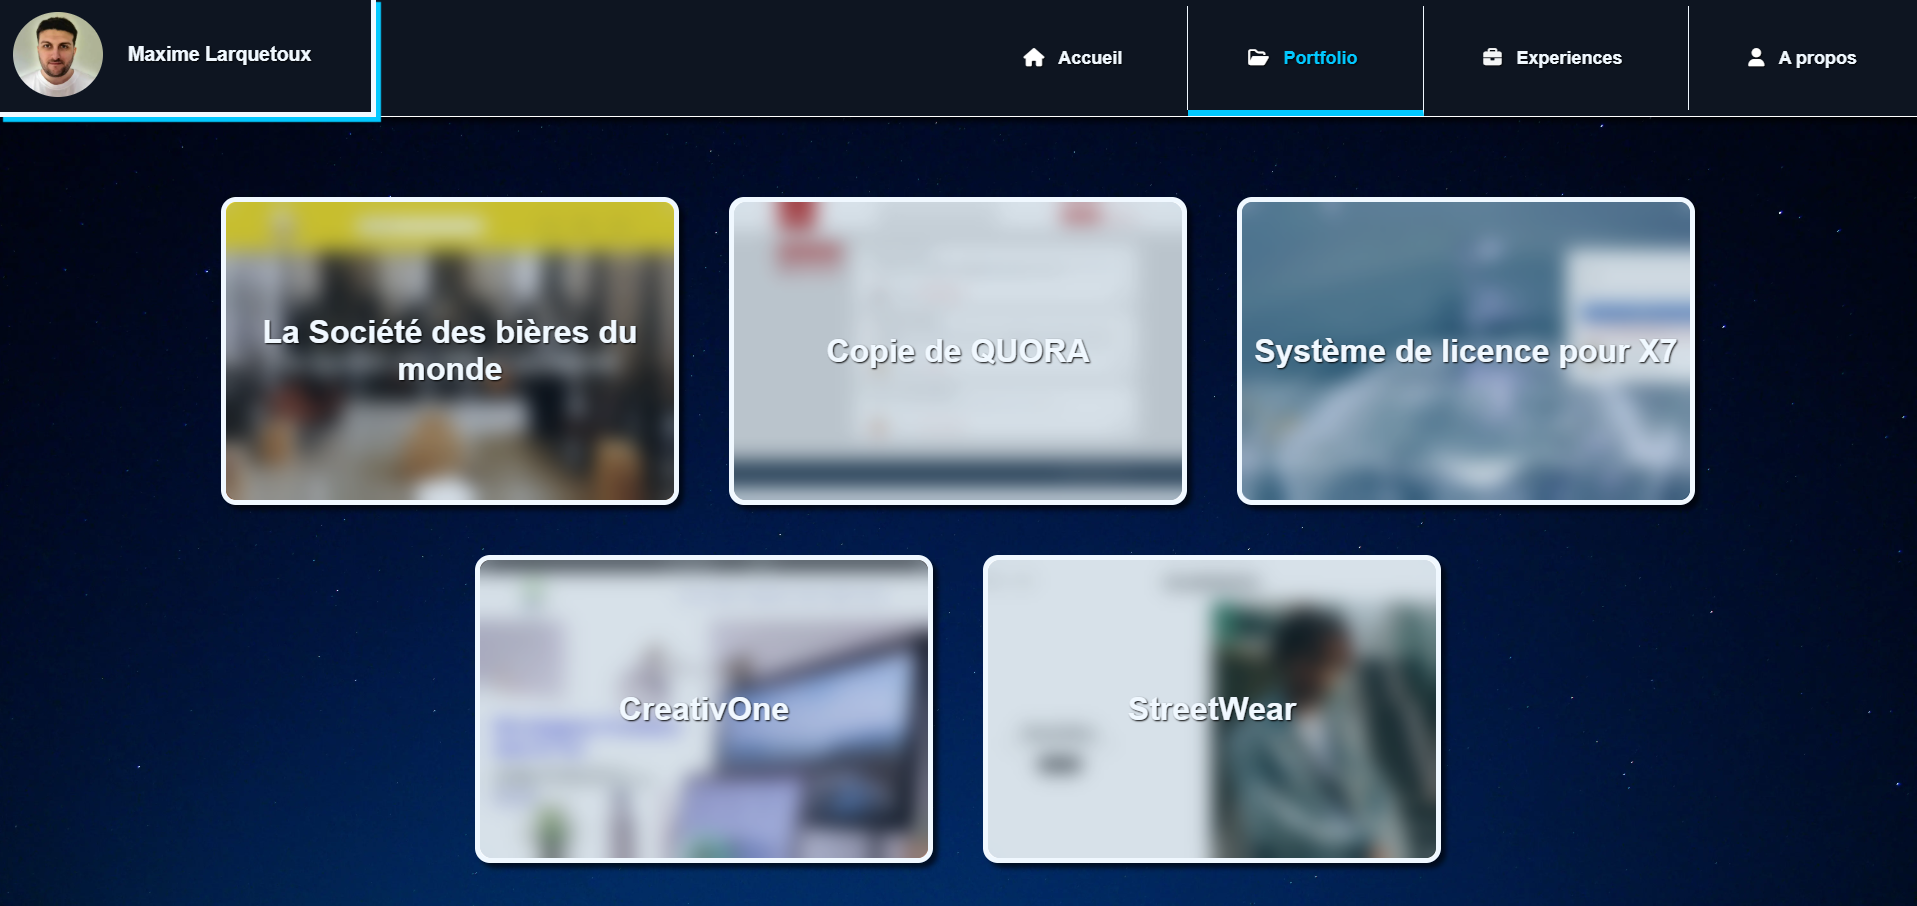 Maxime Larquetoux
Accueil
Portfolio
Experiences
A propos
La Société des bières du
monde
Copie de QUORA
Système de licence pour X7
CreativOne
StreetWear